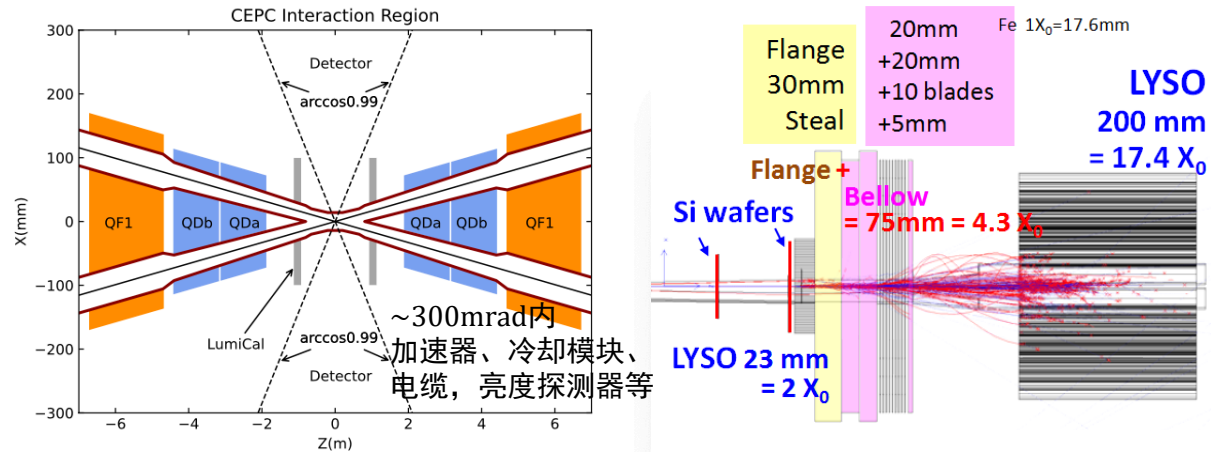 CEPC Interaction Region
300
200
100
0
−100
−200
−300
X(mm)
−6
−4
−2
0
2
4
6
Z(m)
Detector
arccos0.99
QF1
QDb
QDa
QDa
QDb
QF1
LumiCal
arccos0.99
Detector
~300mrad内
加速器、冷却模块、
电缆，亮度探测器等
Flange
30mm
Steal
20mm
+20mm
+10 blades
+5mm
Fe 1X₀=17.6mm
LYSO
200 mm
= 17.4 X₀
Flange +
Bellow
= 75mm = 4.3 X₀
Si wafers
LYSO 23 mm
= 2 X₀